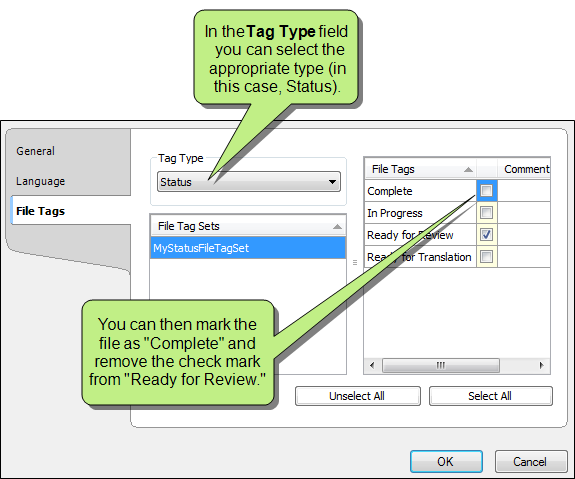 In the Tag Type field
you can select the
appropriate type (in
this case, Status).
General
Language
File Tags
Tag Type
Status
File Tag Sets
MyStatusFileTagSet
File Tags
Comment
Complete
In Progress
Ready for Review
Ready for Translation
You can then mark the
file as "Complete" and
remove the check mark
from "Ready for Review."
Unselect All
Select All
OK
Cancel